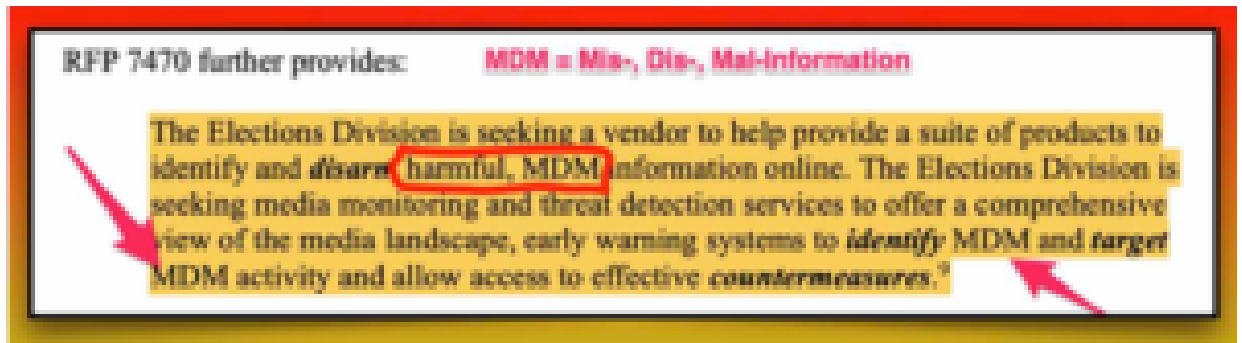 RFP 7470 further provides: MDM = Mis-, Dis-, Mal-Information
The Elections Division is seeking a vendor to help provide a suite of products to
identify and disarm harmful, MDM information online. The Elections Division is
seeking media monitoring and threat detection services to offer a comprehensive
view of the media landscape, early warning systems to identify MDM and target
MDM activity and allow access to effective countermeasures.⁹